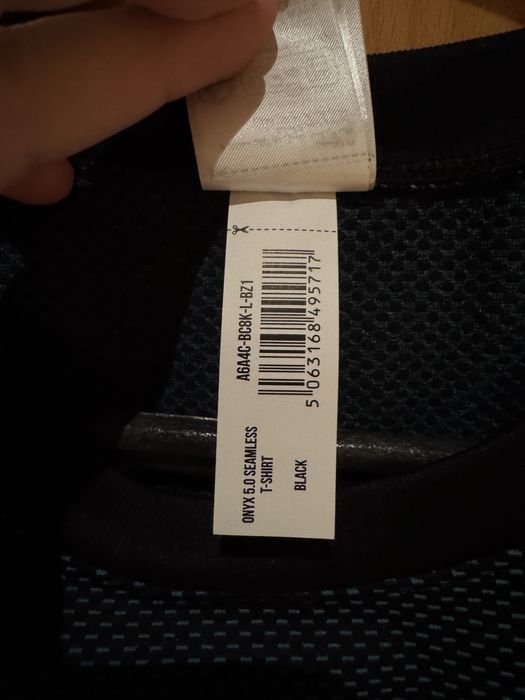 A6A4C-BC8K-L-BZ1
5 063168 495717
ONYX 5.0 SEAMLESS
T-SHIRT
BLACK